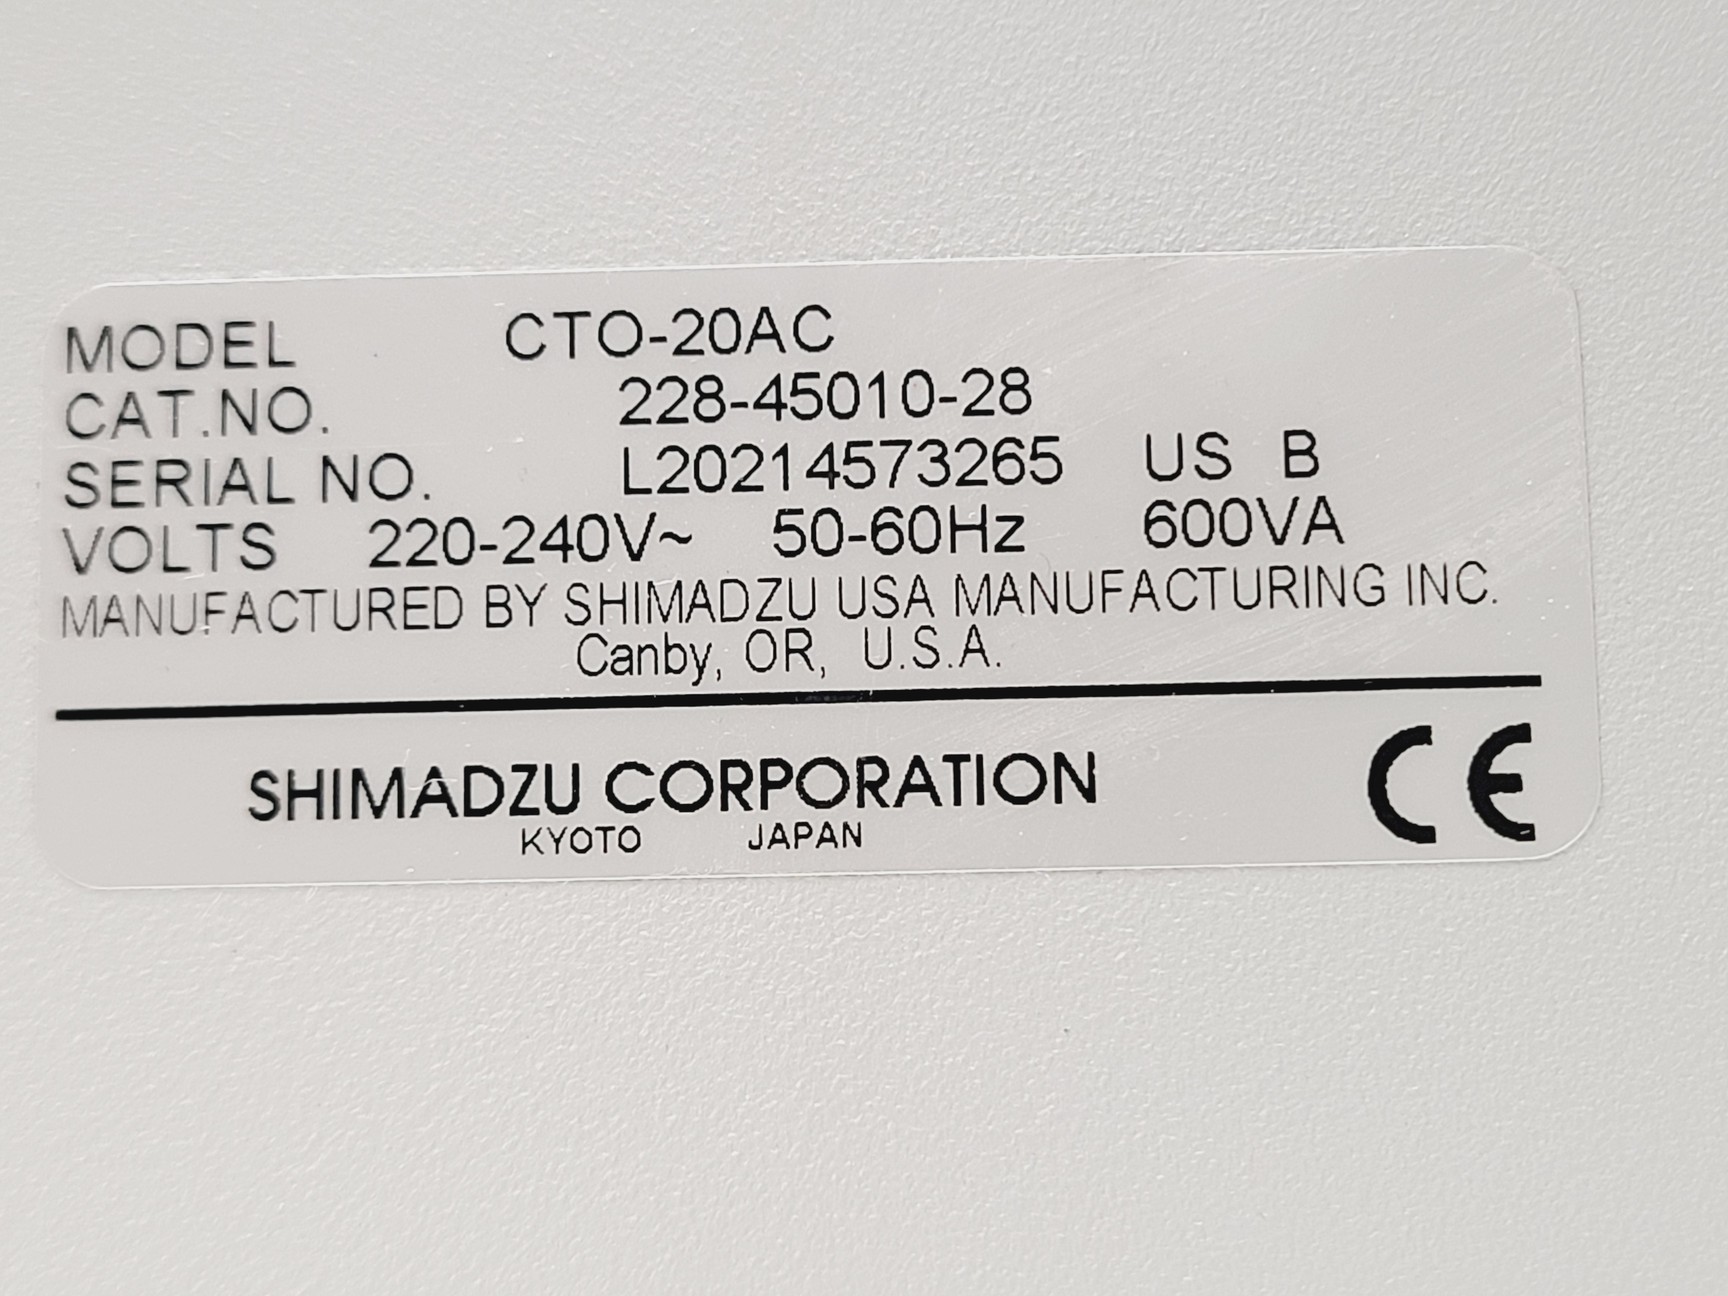 MODEL CTO-20AC
CAT.NO. 228-45010-28
SERIAL NO. L20214573265 US B
VOLTS 220-240V~ 50-60Hz 600VA
MANUFACTURED BY SHIMADZU USA MANUFACTURING INC.
Canby, OR, U.S.A.
SHIMADZU CORPORATION
KYOTO JAPAN
CE